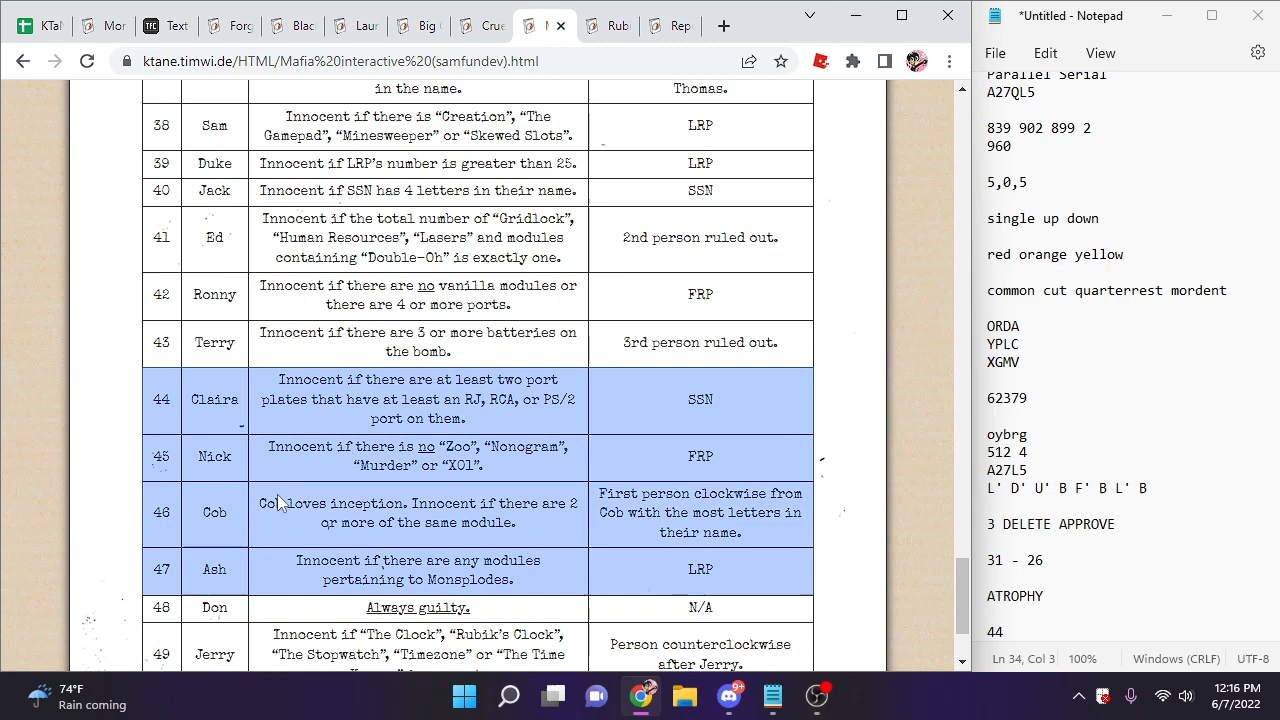 KTaN
Mor
TFC
Text
Forg
Slac
Laur
Big (
Crue
N
Rub
Rep
*Untitled - Notepad
ktane.timwi.de/HTML/Mafia%20interactive%20(samfundev).html
File Edit View
in the name.
Thomas.
38 Sam Innocent if there is “Creation”, “The Gamepad”, “Minesweeper” or “Skewed Slots”. LRP
39 Duke Innocent if LRP’s number is greater than 25. LRP
40 Jack Innocent if SSN has 4 letters in their name. SSN
41 Ed Innocent if the total number of “Gridlock”, “Human Resources”, “Lasers” and modules containing “Double-Oh” is exactly one. 2nd person ruled out.
42 Ronny Innocent if there are no vanilla modules or there are 4 or more ports. FRP
43 Terry Innocent if there are 3 or more batteries on the bomb. 3rd person ruled out.
44 Claira Innocent if there are at least two port plates that have at least an RJ, RCA, or PS/2 port on them. SSN
45 Nick Innocent if there is no “Zoo”, “Nonogram”, “Murder” or “X01”. FRP
46 Cob Cob loves inception. Innocent if there are 2 or more of the same module. First person clockwise from Cob with the most letters in their name.
47 Ash Innocent if there are any modules pertaining to Monsplodes. LRP
48 Don Always guilty. N/A
49 Jerry Innocent if “The Clock”, “Rubik’s Clock”, “The Stopwatch”, “Timezone” or “The Time Person counterclockwise after Jerry.
Parallel Serial
A27QL5
839 902 899 2
960
5,0,5
single up down
red orange yellow
common cut quarterrest mordent
ORDA
YPLC
XGMV
62379
oybrg
512 4
A27L5
L' D' U' B F' B L' B
3 DELETE APPROVE
31 - 26
ATROPHY
44
Ln 34, Col 3 100% Windows (CRLF) UTF-8
74°F
Rain coming
9+
12:16 PM
6/7/2022